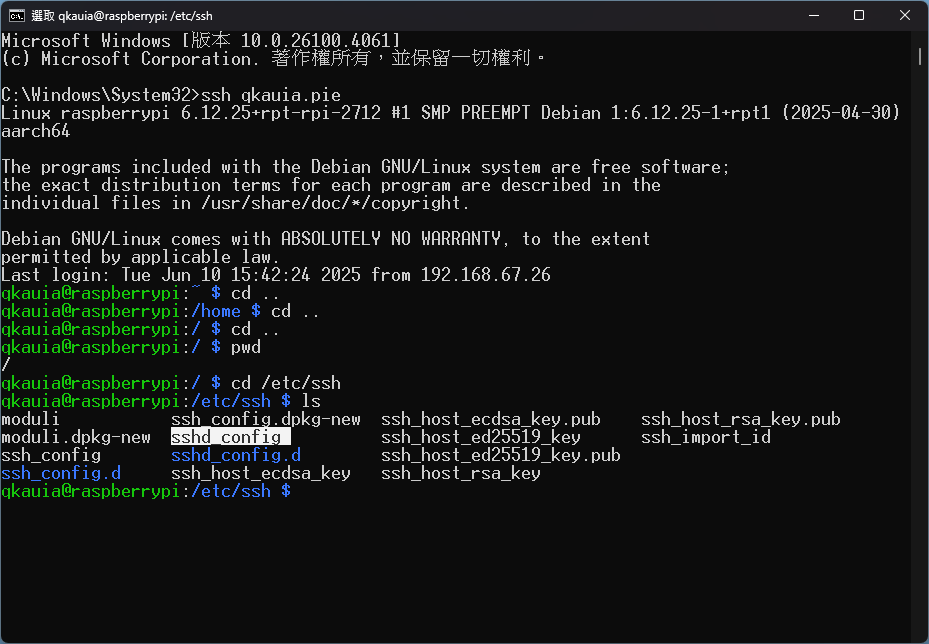 選取 qkauia@raspberrypi: /etc/ssh
Microsoft Windows [版本 10.0.26100.4061]
(c) Microsoft Corporation. 著作權所有，並保留一切權利。
C:\Windows\System32>ssh qkauia.pie
Linux raspberrypi 6.12.25+rpt-rpi-2712 #1 SMP PREEMPT Debian 1:6.12.25-1+rpt1 (2025-04-30)
aarch64
The programs included with the Debian GNU/Linux system are free software;
the exact distribution terms for each program are described in the
individual files in /usr/share/doc/*/copyright.
Debian GNU/Linux comes with ABSOLUTELY NO WARRANTY, to the extent
permitted by applicable law.
Last login: Tue Jun 10 15:42:24 2025 from 192.168.67.26
qkauia@raspberrypi:~ $ cd ..
qkauia@raspberrypi:/home $ cd ..
qkauia@raspberrypi:/ $ cd ..
qkauia@raspberrypi:/ $ pwd
/
qkauia@raspberrypi:/ $ cd /etc/ssh
qkauia@raspberrypi:/etc/ssh $ ls
moduli ssh_config.dpkg-new ssh_host_ecdsa_key.pub ssh_host_rsa_key.pub
moduli.dpkg-new sshd_config ssh_host_ed25519_key ssh_import_id
ssh_config sshd_config.d ssh_host_ed25519_key.pub
ssh_config.d ssh_host_ecdsa_key ssh_host_rsa_key
qkauia@raspberrypi:/etc/ssh $